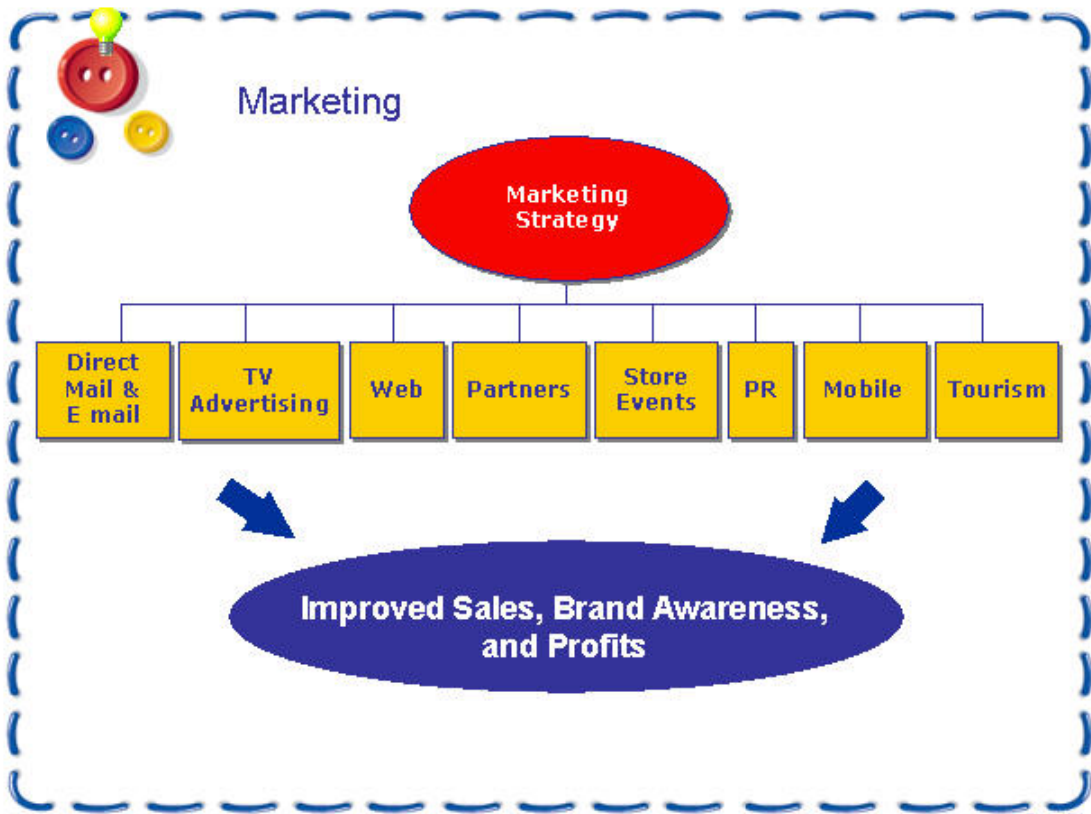 Marketing
Marketing
Strategy
Direct
Mail &
E mail
TV
Advertising
Web
Partners
Store
Events
PR
Mobile
Tourism
Improved Sales, Brand Awareness,
and Profits